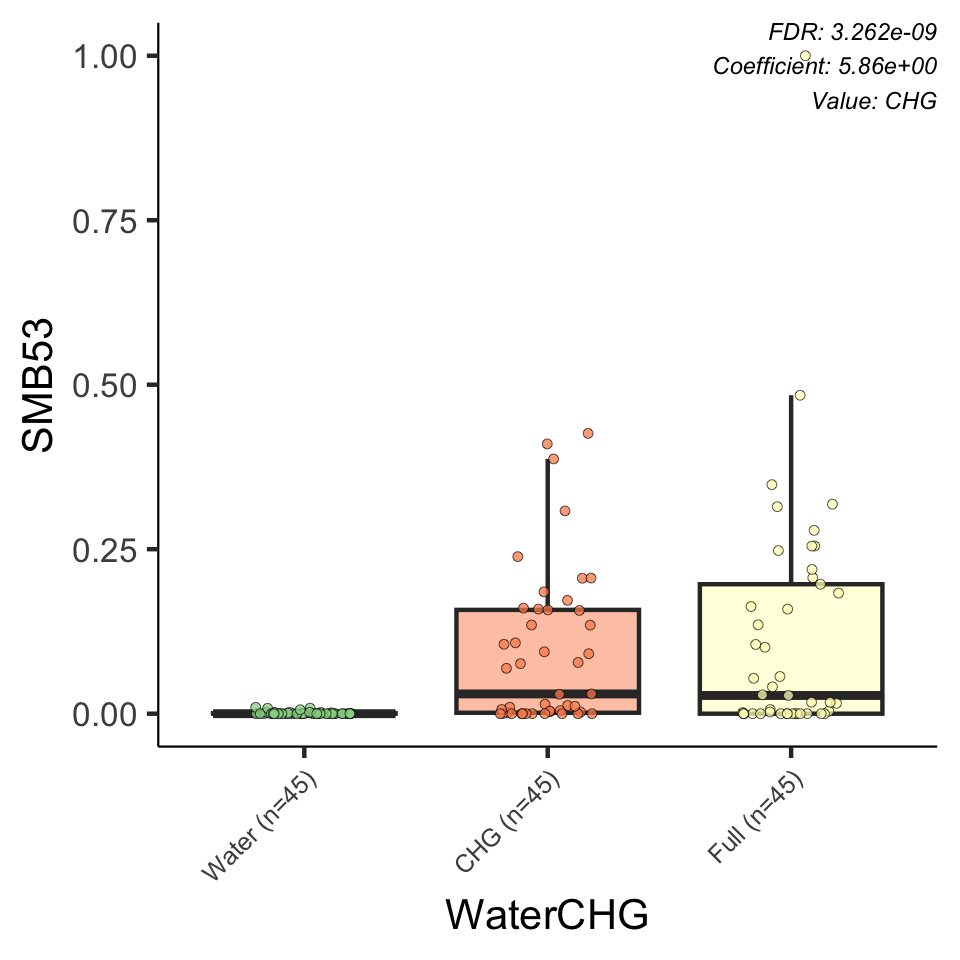 FDR: 3.262e-09
Coefficient: 5.86e+00
Value: CHG
1.00
0.75
0.50
0.25
0.00
SMB53
Water (n=45)
CHG (n=45)
Full (n=45)
WaterCHG